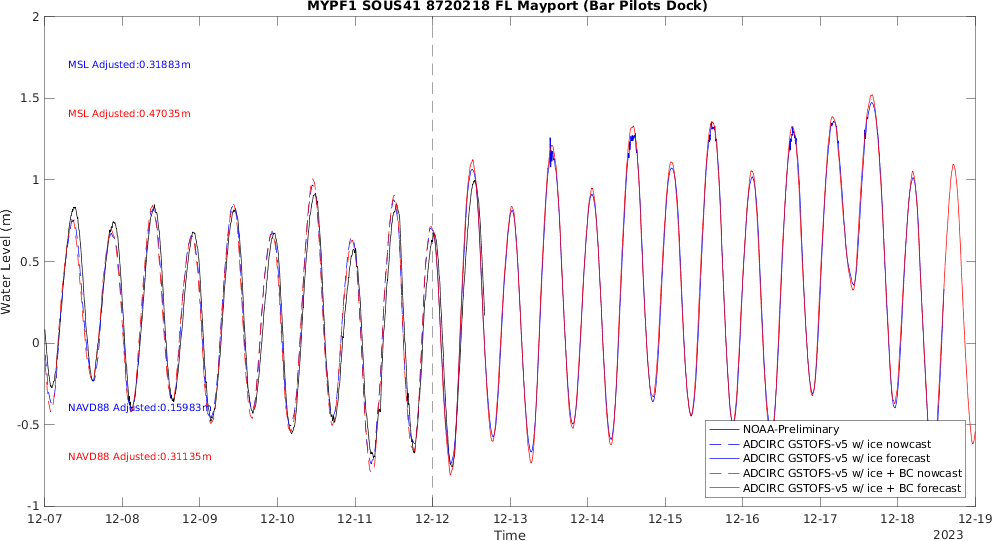 MYPF1 SOUS41 8720218 FL Mayport (Bar Pilots Dock)
2
1.5
1
0.5
0
-0.5
-1
Water Level (m)
MSL Adjusted:0.31883m
MSL Adjusted:0.47035m
NAVD88 Adjusted:0.15983m
NAVD88 Adjusted:0.31135m
NOAA-Preliminary
ADCIRC GSTOFS-v5 w/ ice nowcast
ADCIRC GSTOFS-v5 w/ ice forecast
ADCIRC GSTOFS-v5 w/ ice + BC nowcast
ADCIRC GSTOFS-v5 w/ ice + BC forecast
12-07 12-08 12-09 12-10 12-11 12-12 12-13 12-14 12-15 12-16 12-17 12-18 12-19
Time
2023